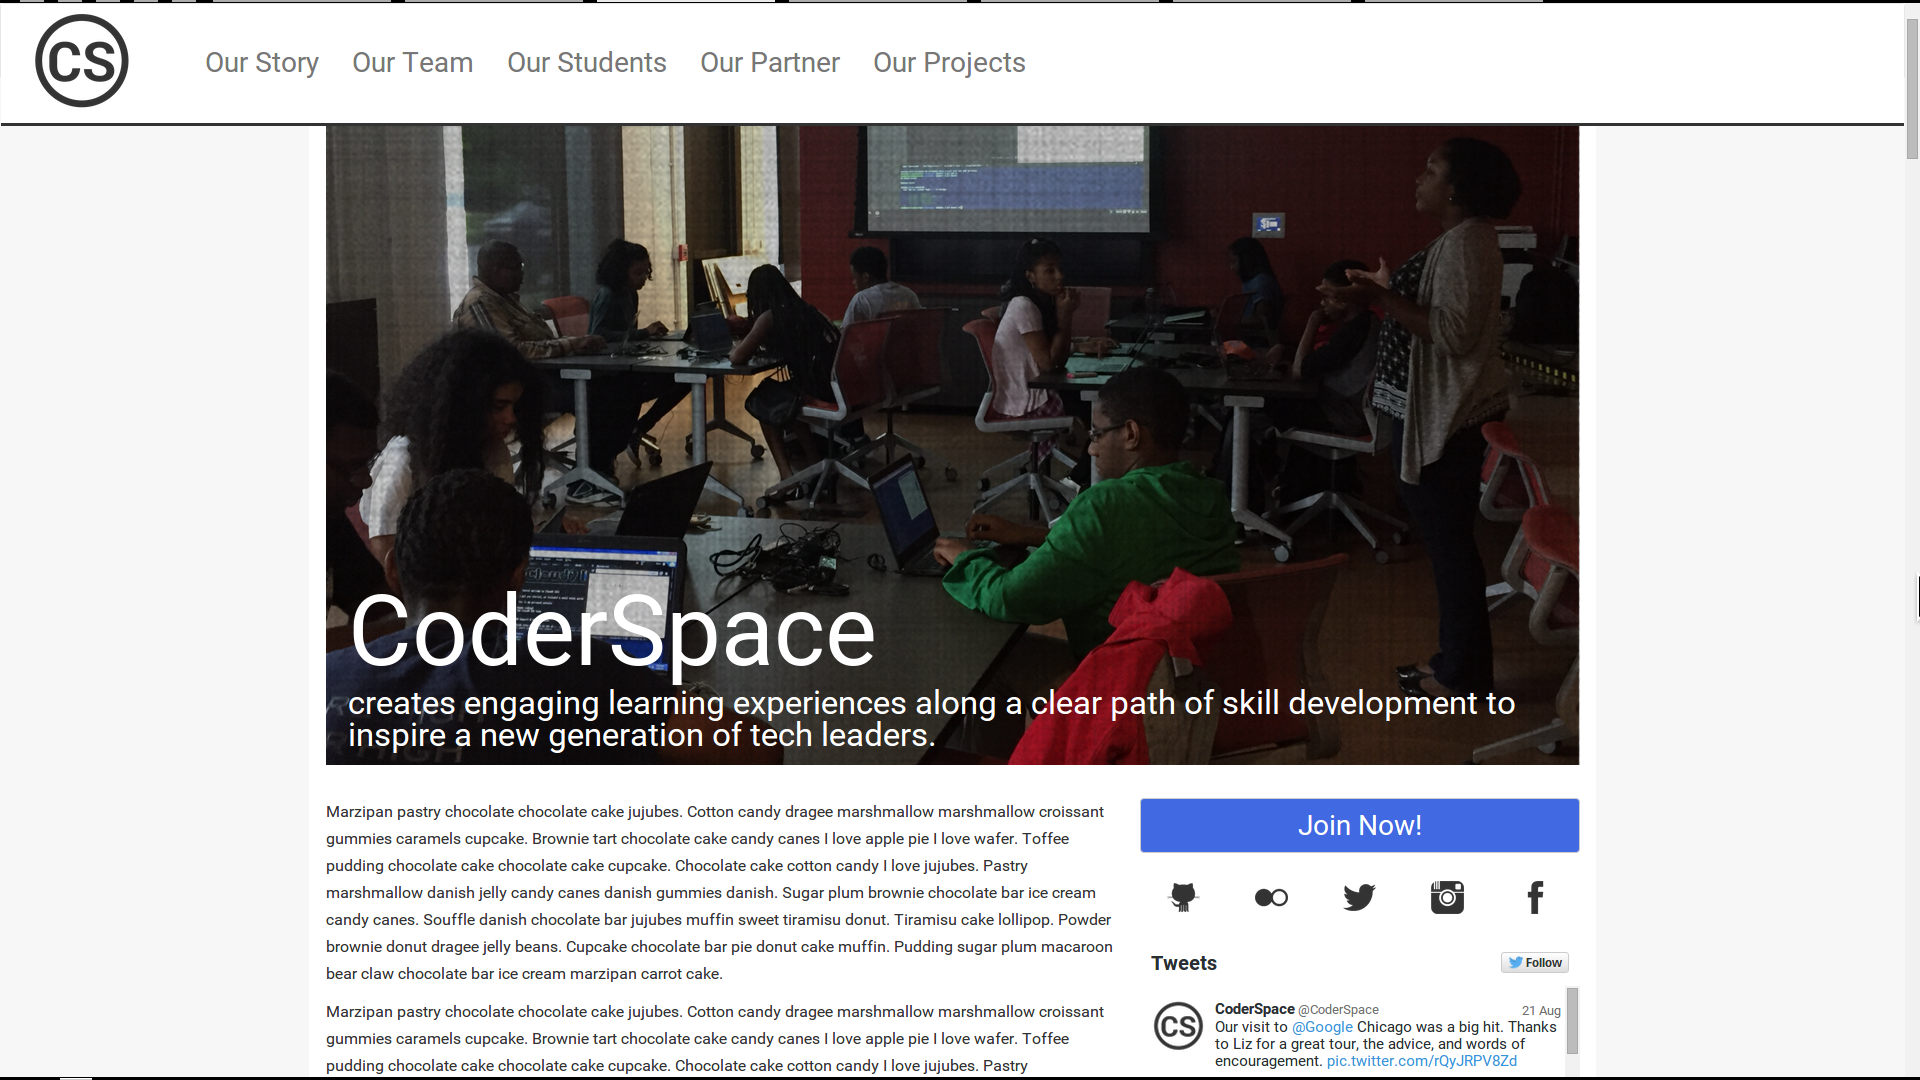 CS
Our Story Our Team Our Students Our Partner Our Projects
CoderSpace
creates engaging learning experiences along a clear path of skill development to
inspire a new generation of tech leaders.
Marzipan pastry chocolate chocolate cake jujubes. Cotton candy dragee marshmallow marshmallow croissant
gummies caramels cupcake. Brownie tart chocolate cake candy canes I love apple pie I love wafer. Toffee
pudding chocolate cake chocolate cake cupcake. Chocolate cake cotton candy I love jujubes. Pastry
marshmallow danish jelly candy canes danish gummies danish. Sugar plum brownie chocolate bar ice cream
candy canes. Souffle danish chocolate bar jujubes muffin sweet tiramisu donut. Tiramisu cake lollipop. Powder
brownie donut dragee jelly beans. Cupcake chocolate bar pie donut cake muffin. Pudding sugar plum macaroon
bear claw chocolate bar ice cream marzipan carrot cake.
Marzipan pastry chocolate chocolate cake jujubes. Cotton candy dragee marshmallow marshmallow croissant
gummies caramels cupcake. Brownie tart chocolate cake candy canes I love apple pie I love wafer. Toffee
pudding chocolate cake chocolate cake cupcake. Chocolate cake cotton candy I love jujubes. Pastry
Join Now!
Tweets
Follow
CS
CoderSpace @CoderSpace 21 Aug
Our visit to @Google Chicago was a big hit. Thanks
to Liz for a great tour, the advice, and words of
encouragement. pic.twitter.com/rQyJRPV8Zd